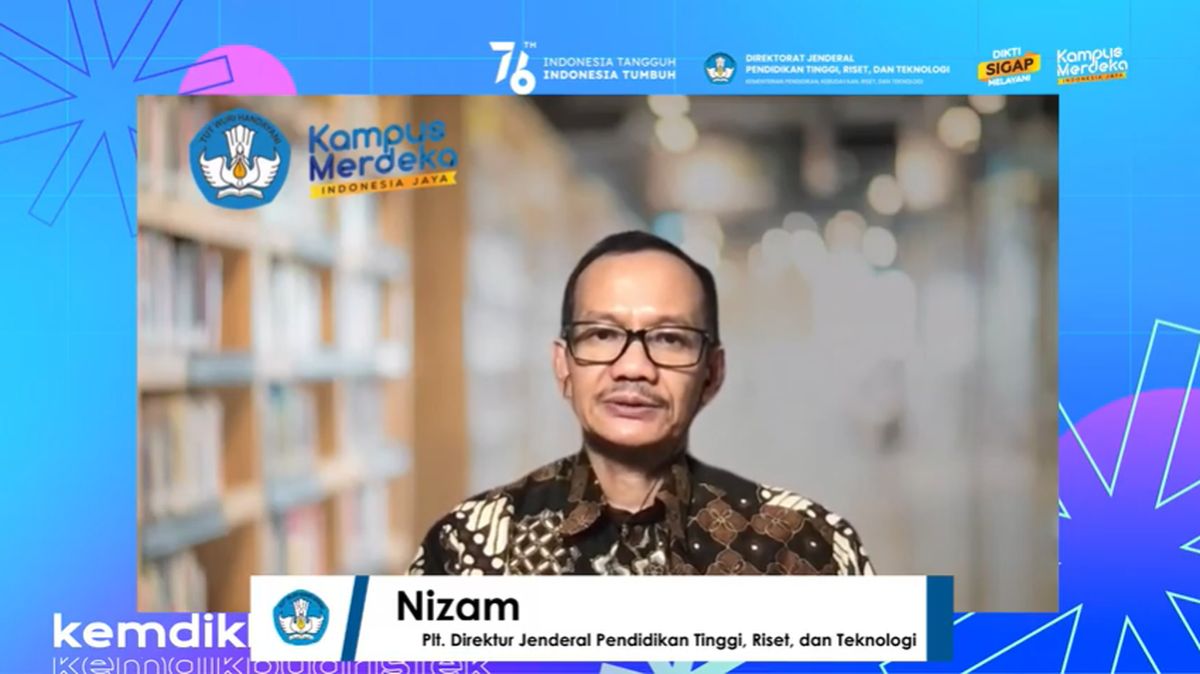 76TH
INDONESIA TANGGUH
INDONESIA TUMBUH
DIREKTORAT JENDERAL
PENDIDIKAN TINGGI, RISET, DAN TEKNOLOGI
KEMENTERIAN PENDIDIKAN, KEBUDAYAAN, RISET, DAN TEKNOLOGI
DIKTI
SIGAP
MELAYANI
Kampus
Merdeka
INDONESIA JAYA
TUT WURI HANDAYANI
Kampus
Merdeka
INDONESIA JAYA
kemdik
Nizam
Plt. Direktur Jenderal Pendidikan Tinggi, Riset, dan Teknologi